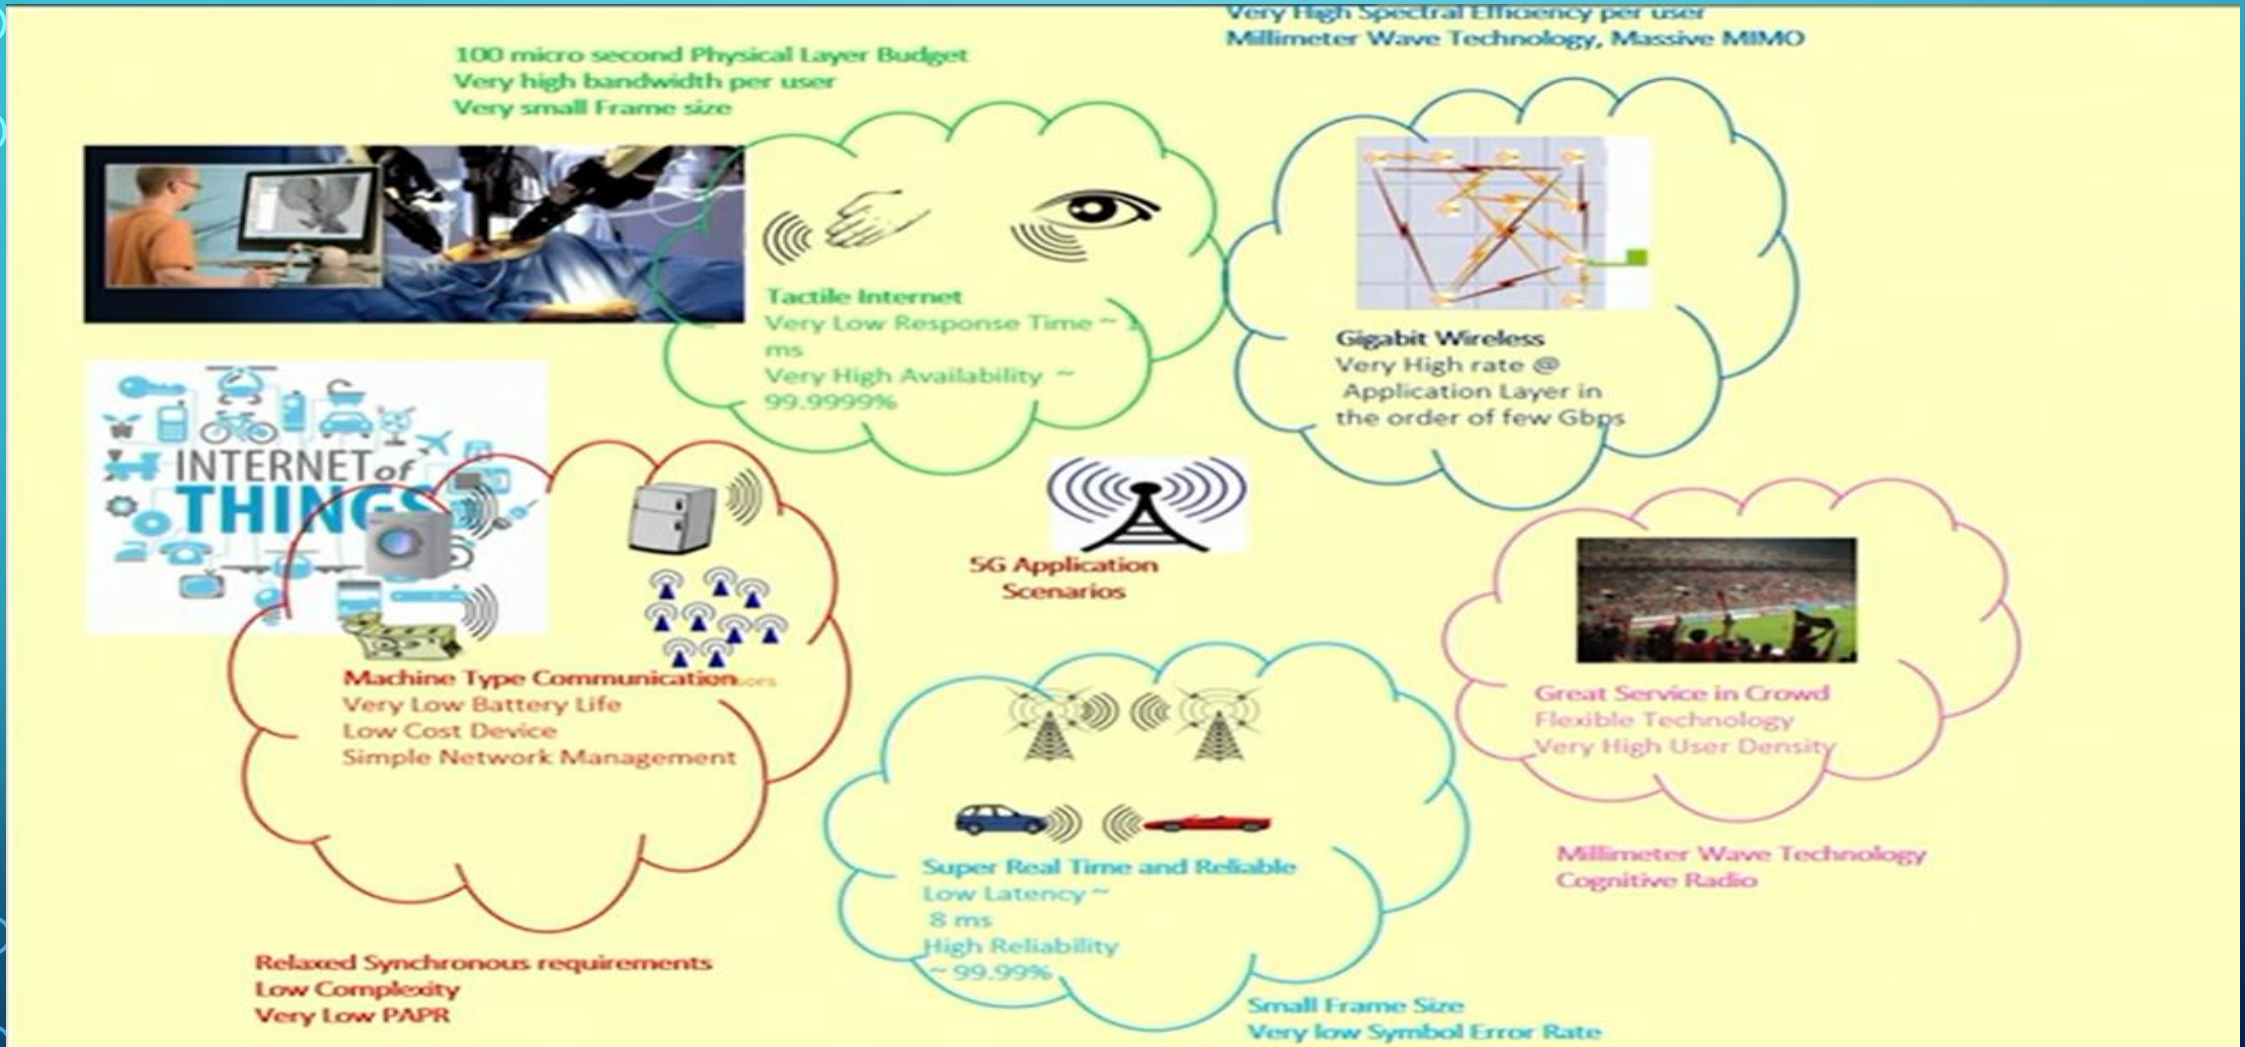 Very High Spectral Efficiency per user
Millimeter Wave Technology, Massive MIMO
100 micro second Physical Layer Budget
Very high bandwidth per user
Very small Frame size
Tactile Internet
Very Low Response Time ~ 1
ms
Very High Availability ~
99.9999%
Gigabit Wireless
Very High rate @
Application Layer in
the order of few Gbps
INTERNET of
THINGS
5G Application
Scenarios
Machine Type Communication
Very Low Battery Life
Low Cost Device
Simple Network Management
Great Service in Crowd
Flexible Technology
Very High User Density
Super Real Time and Reliable
Low Latency ~
8 ms
High Reliability
~ 99.99%
Millimeter Wave Technology
Cognitive Radio
Relaxed Synchronous requirements
Low Complexity
Very Low PAPR
Small Frame Size
Very low Symbol Error Rate